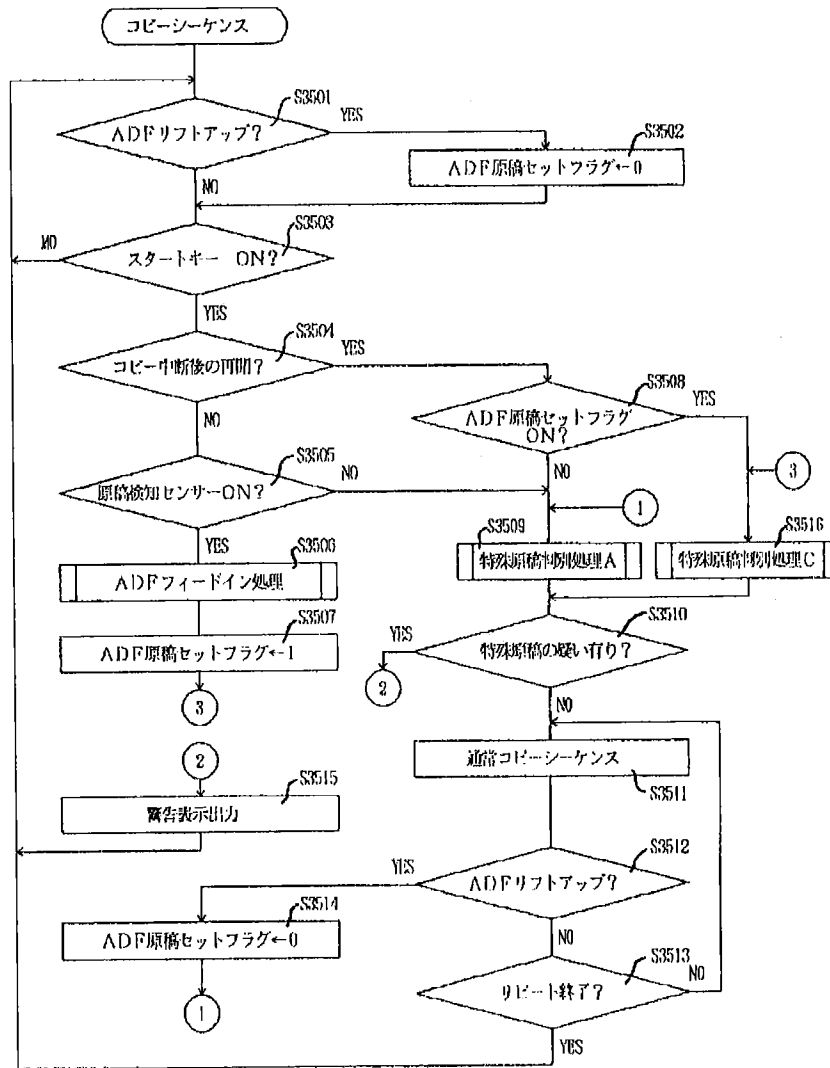 コピーシーケンス
S3501
ADFリフトアップ?
YES
S3502
ADF原稿セットフラグ←0
NO
S3503
スタートキー ON?
NO
YES
S3504
コピー中断後の再開?
YES
NO
S3508
ADF原稿セットフラグ
ON?
YES
NO
S3505
原稿検知センサーON?
NO
YES
3
1
S3509
特殊原稿判別処理A
S3516
特殊原稿判別処理C
S3506
ADFフィードイン処理
S3507
ADF原稿セットフラグ←1
3
S3510
特殊原稿の疑い有り?
YES
2
NO
2
S3515
警告表示出力
通常コピーシーケンス
S3511
S3512
ADFリフトアップ?
YES
NO
S3514
ADF原稿セットフラグ←0
1
S3513
リピート終了?
NO
YES